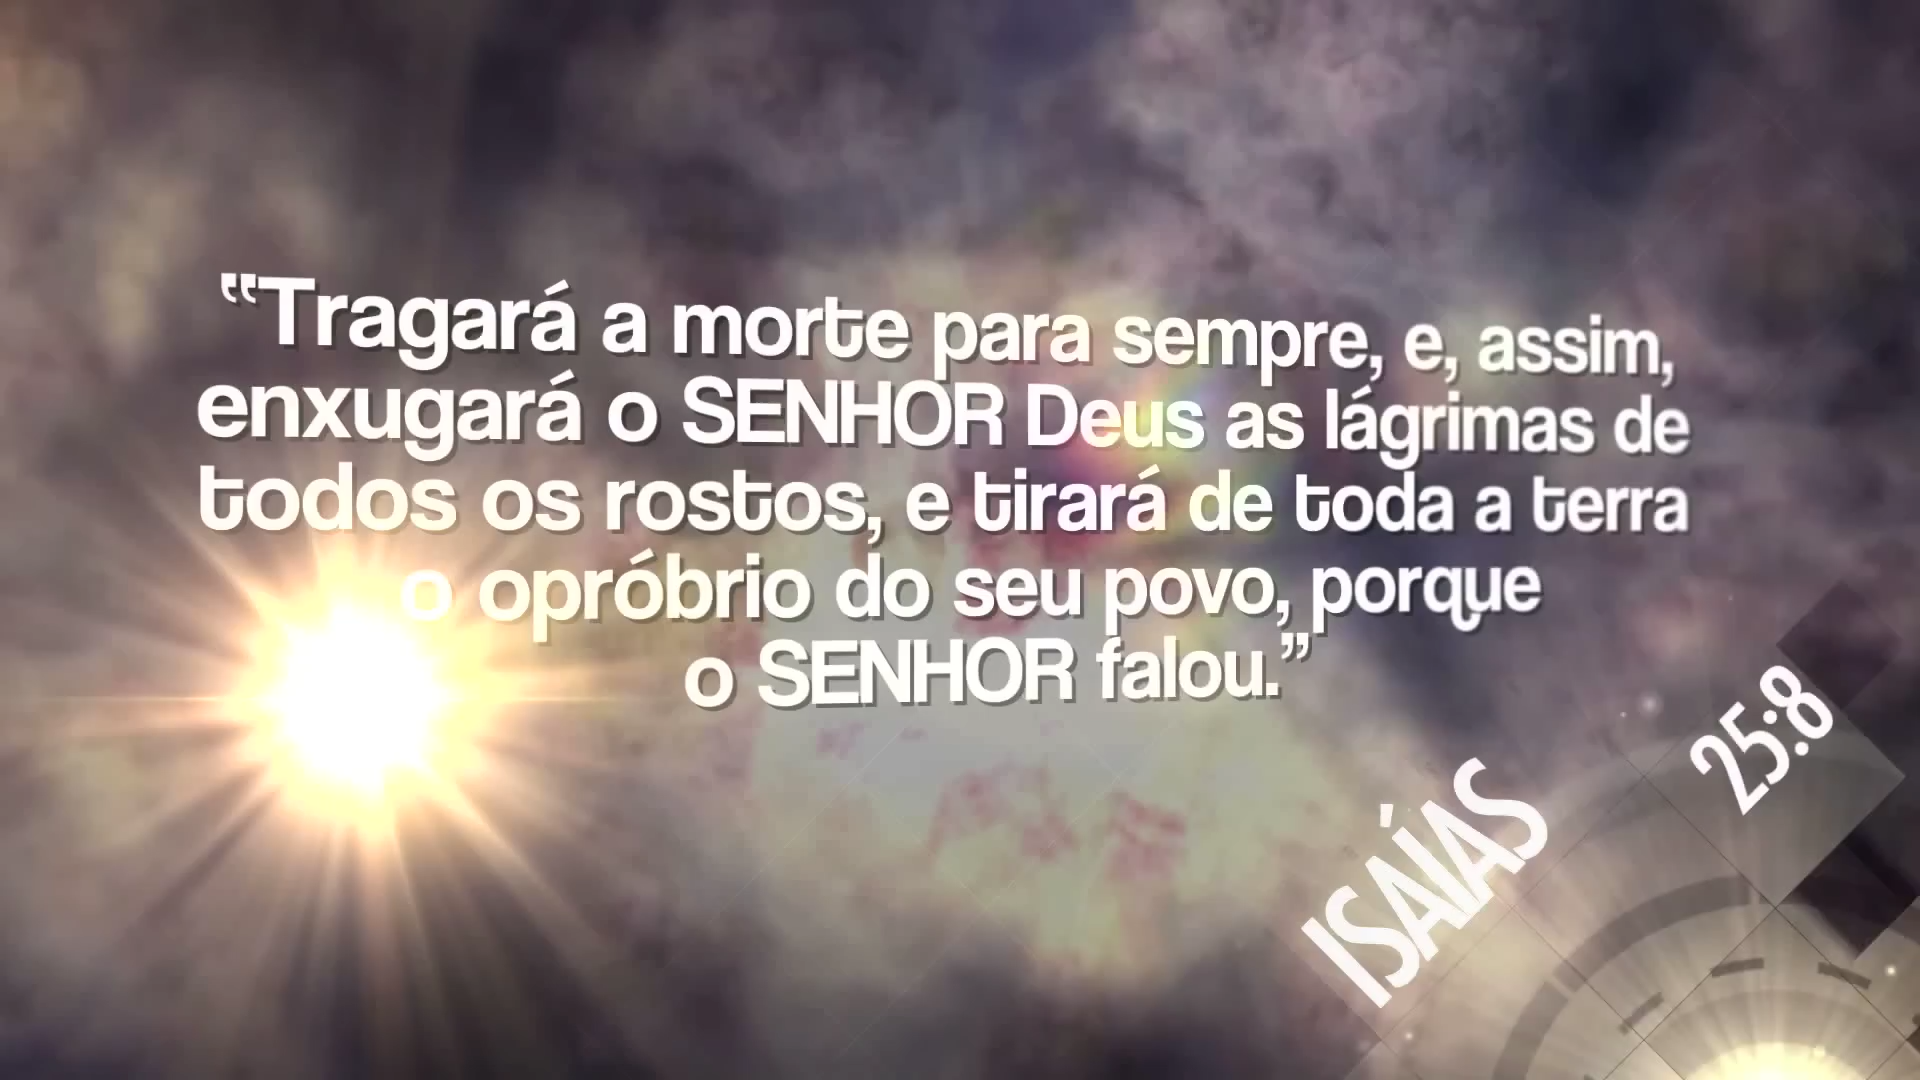 “Tragará a morte para sempre, e, assim,
enxugará o SENHOR Deus as lágrimas de
todos os rostos, e tirará de toda a terra
o opróbrio do seu povo, porque
o SENHOR falou.”
ISAÍAS
25:8